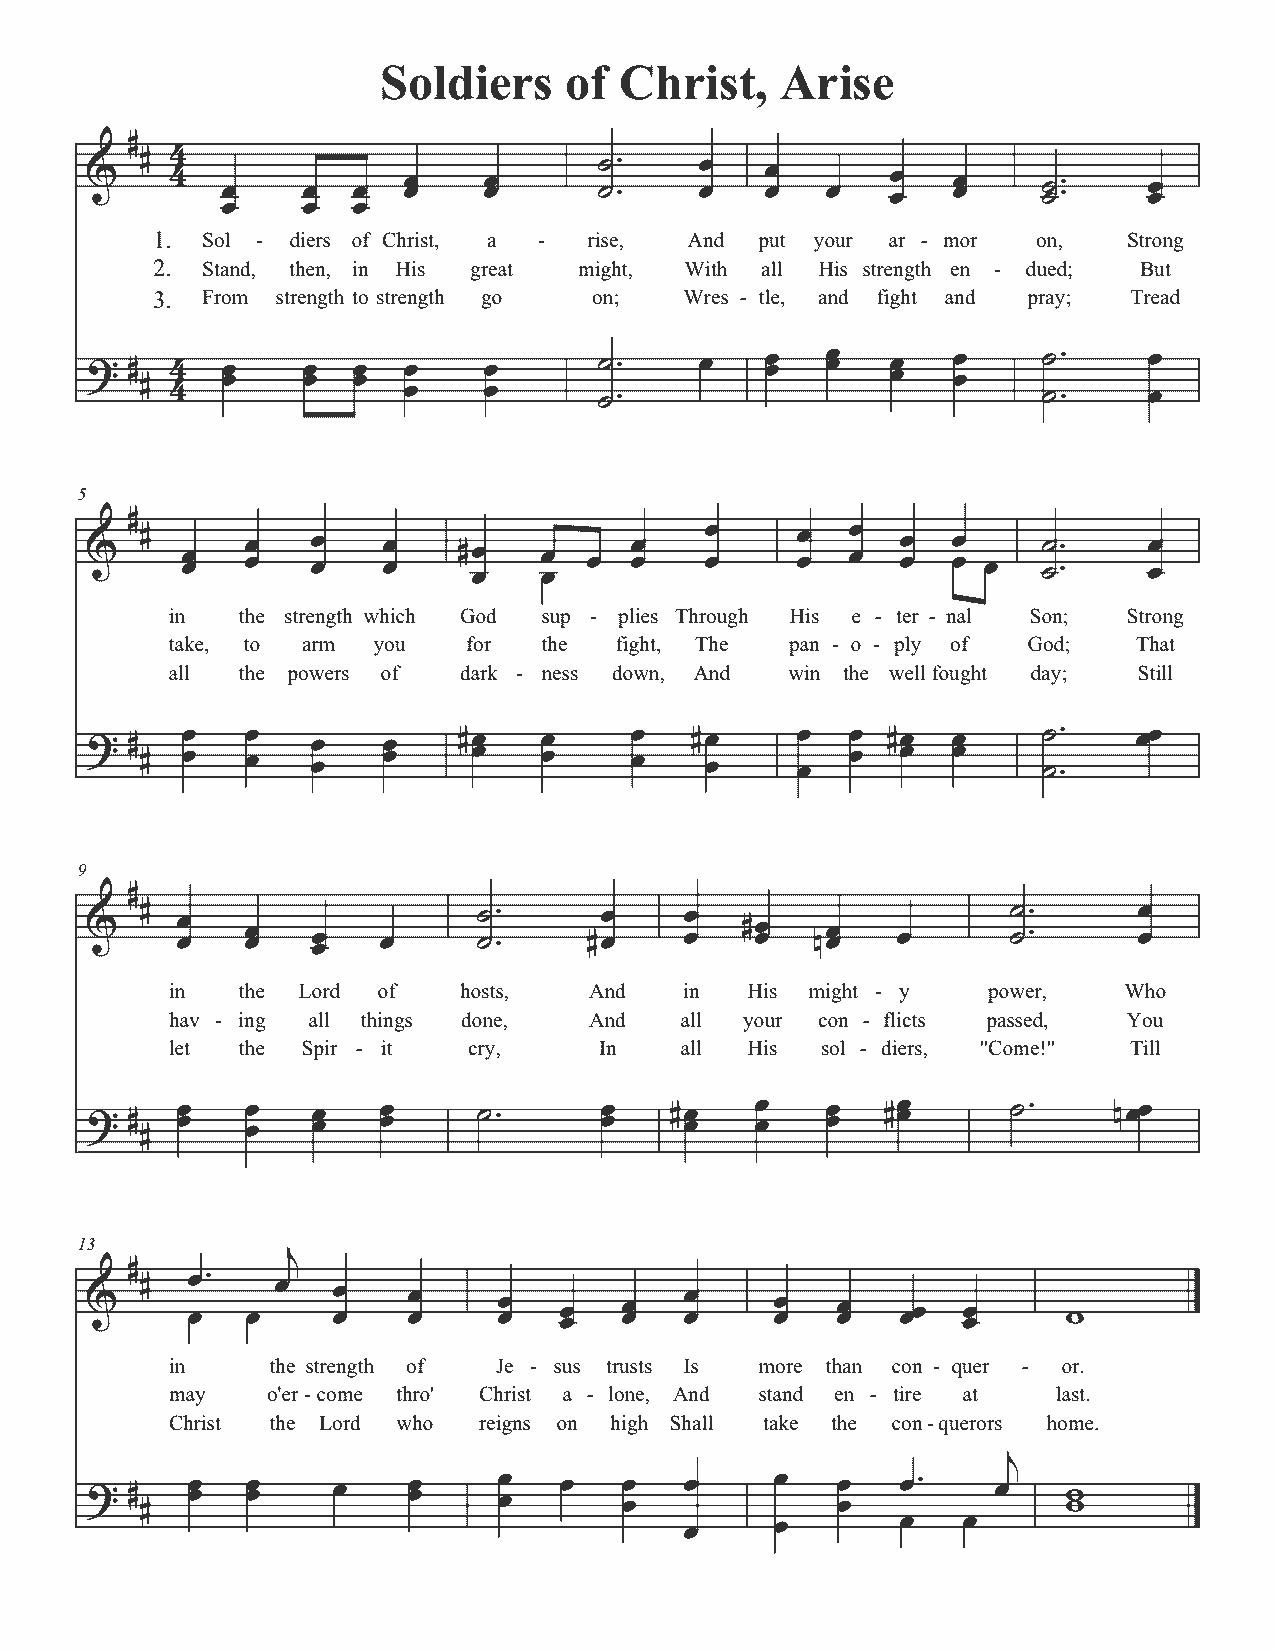 Soldiers of Christ, Arise
1. Sol - diers of Christ, a - rise, And put your ar - mor on, Strong
2. Stand, then, in His great might, With all His strength en - dued; But
3. From strength to strength go on; Wres - tle, and fight and pray; Tread
5
in the strength which God sup - plies Through His e - ter - nal Son; Strong
take, to arm you for the fight, The pan - o - ply of God; That
all the powers of dark - ness down, And win the well fought day; Still
9
in the Lord of hosts, And in His might - y power, Who
hav - ing all things done, And all your con - flicts passed, You
let the Spir - it cry, In all His sol - diers, "Come!" Till
13
in the strength of Je - sus trusts Is more than con - quer - or.
may o'er - come thro' Christ a - lone, And stand en - tire at last.
Christ the Lord who reigns on high Shall take the con - querors home.